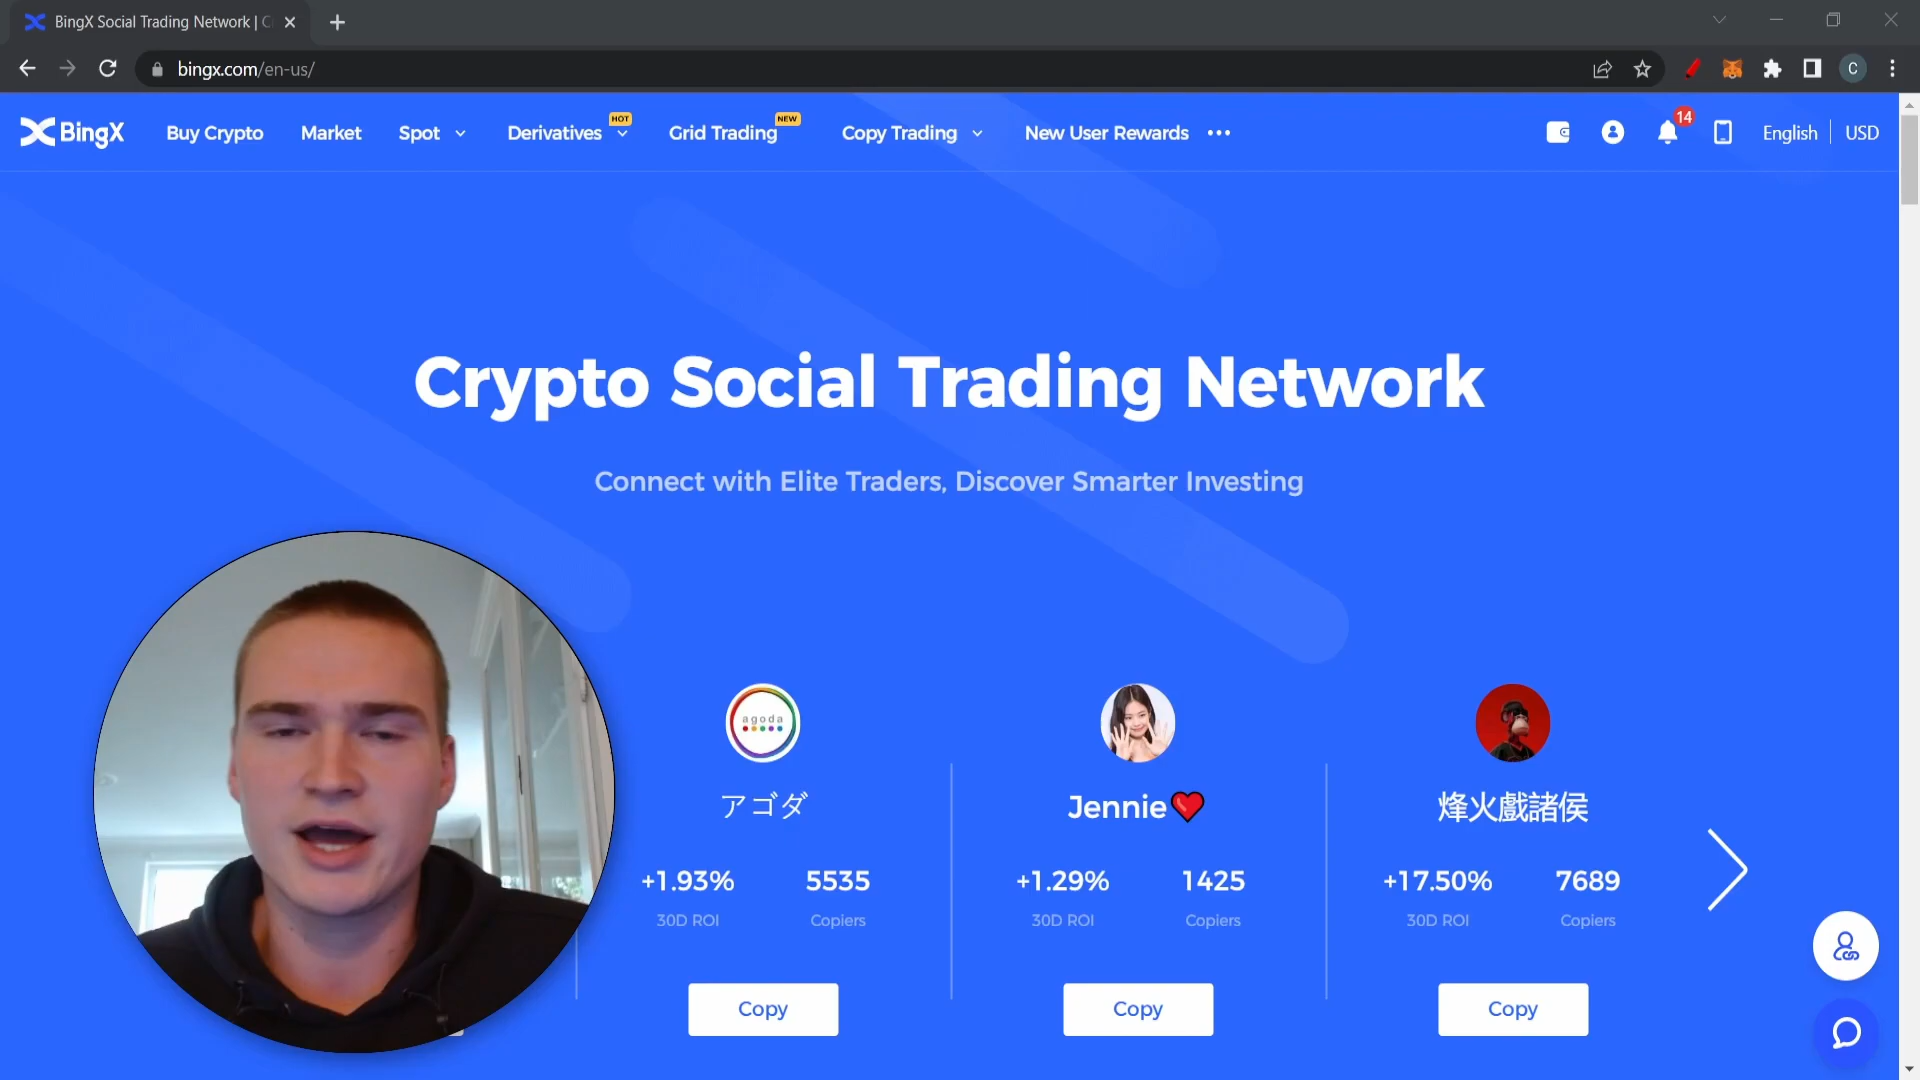 BingX Social Trading Network | C
bingx.com/en-us/
C
BingX
Buy Crypto
Market
Spot
Derivatives
HOT
Grid Trading
NEW
Copy Trading
New User Rewards
14
English
USD
Crypto Social Trading Network
Connect with Elite Traders, Discover Smarter Investing
agoda
アゴダ
Jennie❤️
烽火戲諸侯
+1.93% 5535
30D ROI Copiers
+1.29% 1425
30D ROI Copiers
+17.50% 7689
30D ROI Copiers
Copy
Copy
Copy